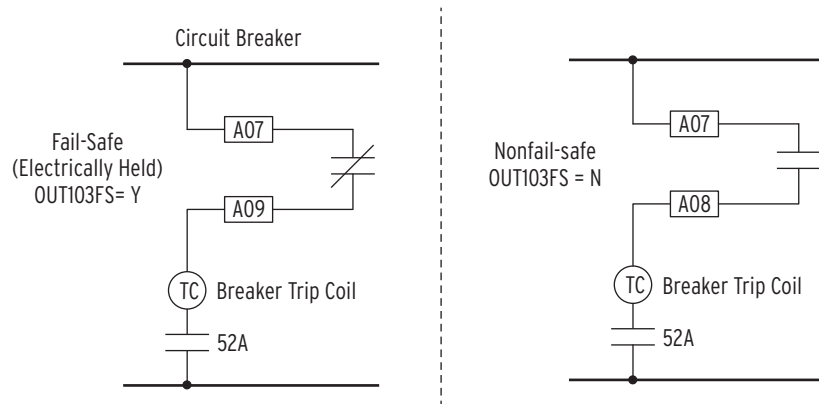 Circuit Breaker
A07
Fail-Safe
(Electrically Held)
OUT103FS= Y
A09
TC Breaker Trip Coil
52A
A07
Nonfail-safe
OUT103FS = N
A08
TC Breaker Trip Coil
52A